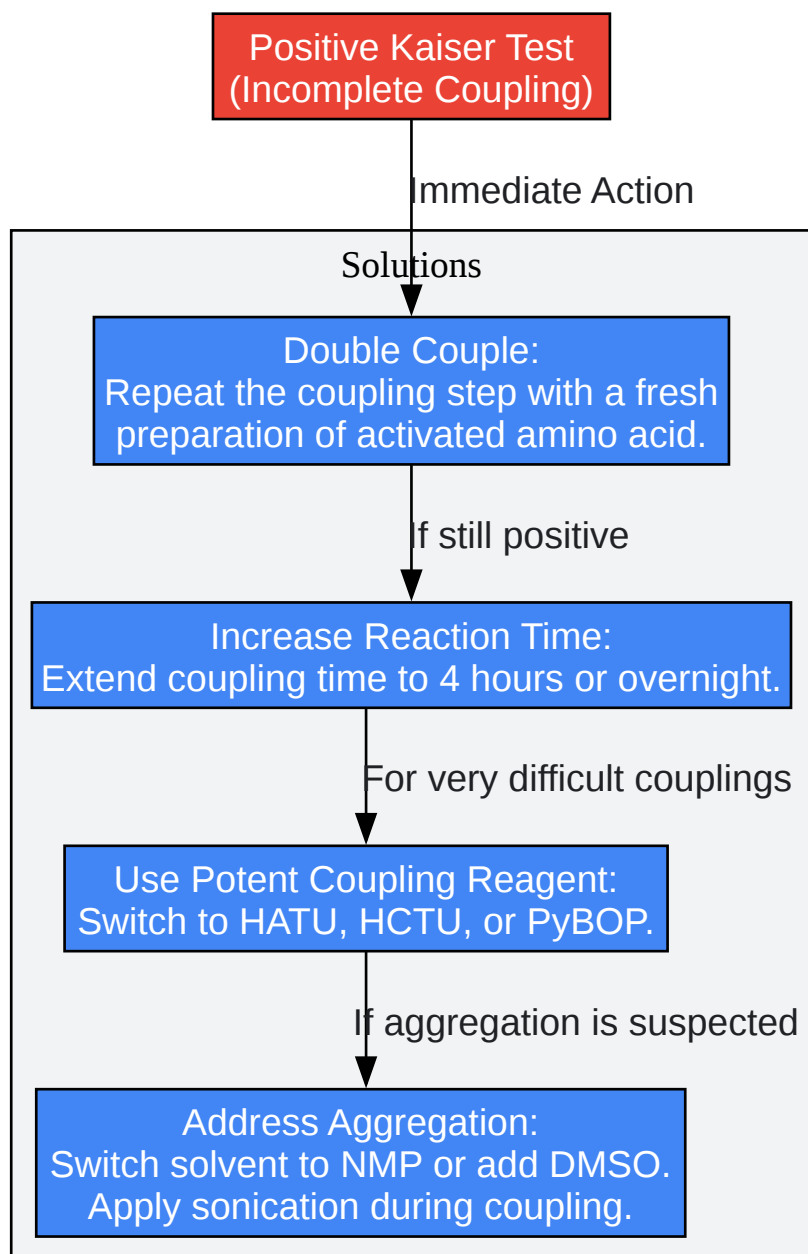 Positive Kaiser Test
(Incomplete Coupling)
Immediate Action
Solutions
Double Couple:
Repeat the coupling step with a fresh
preparation of activated amino acid.
If still positive
Increase Reaction Time:
Extend coupling time to 4 hours or overnight.
For very difficult couplings
Use Potent Coupling Reagent:
Switch to HATU, HCTU, or PyBOP.
If aggregation is suspected
Address Aggregation:
Switch solvent to NMP or add DMSO.
Apply sonication during coupling.